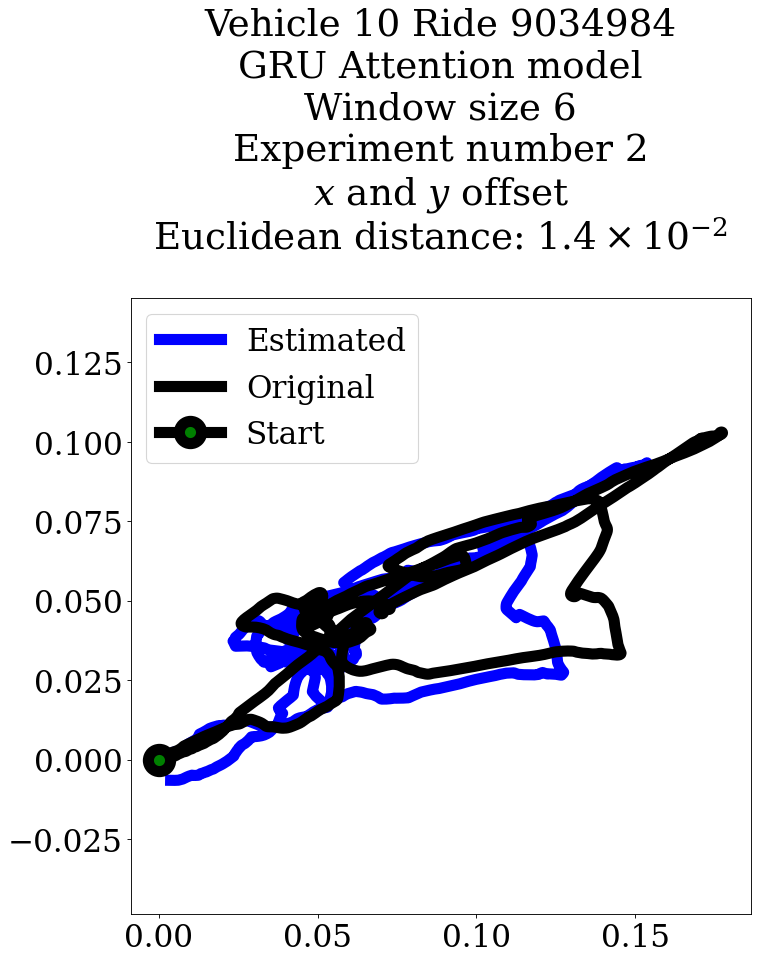 Vehicle 10 Ride 9034984
GRU Attention model
Window size 6
Experiment number 2
x and y offset
Euclidean distance: 1.4 × 10⁻²
Estimated
Original
Start
0.125
0.100
0.075
0.050
0.025
0.000
−0.025
0.00 0.05 0.10 0.15